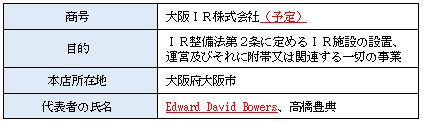 商号 大阪ＩＲ株式会社（予定）
目的 ＩＲ整備法第２条に定めるＩＲ施設の設置、
運営及びそれに附帯又は関連する一切の事業
本店所在地 大阪府大阪市
代表者の氏名 Edward David Bowers、高橋豊典